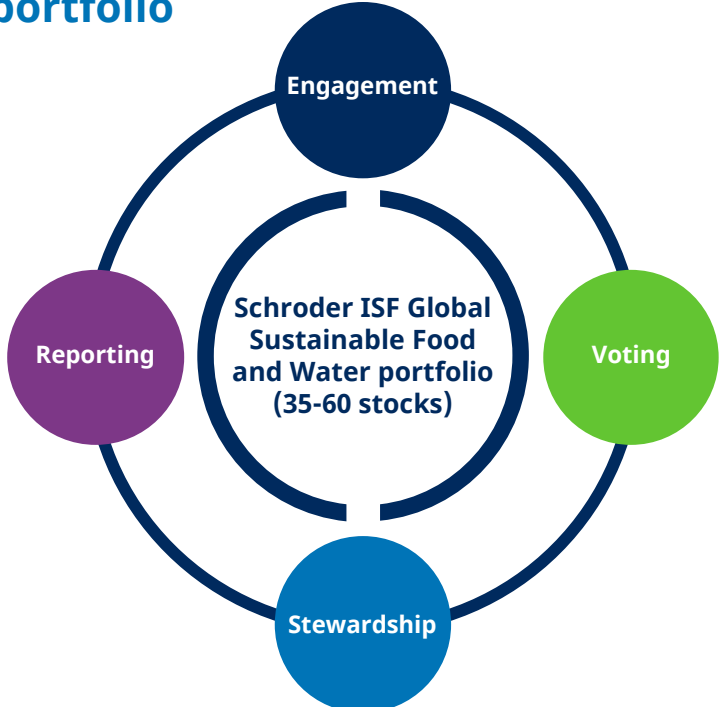 portfolio
Engagement
Schroder ISF Global
Sustainable Food
and Water portfolio
(35-60 stocks)
Reporting
Voting
Stewardship